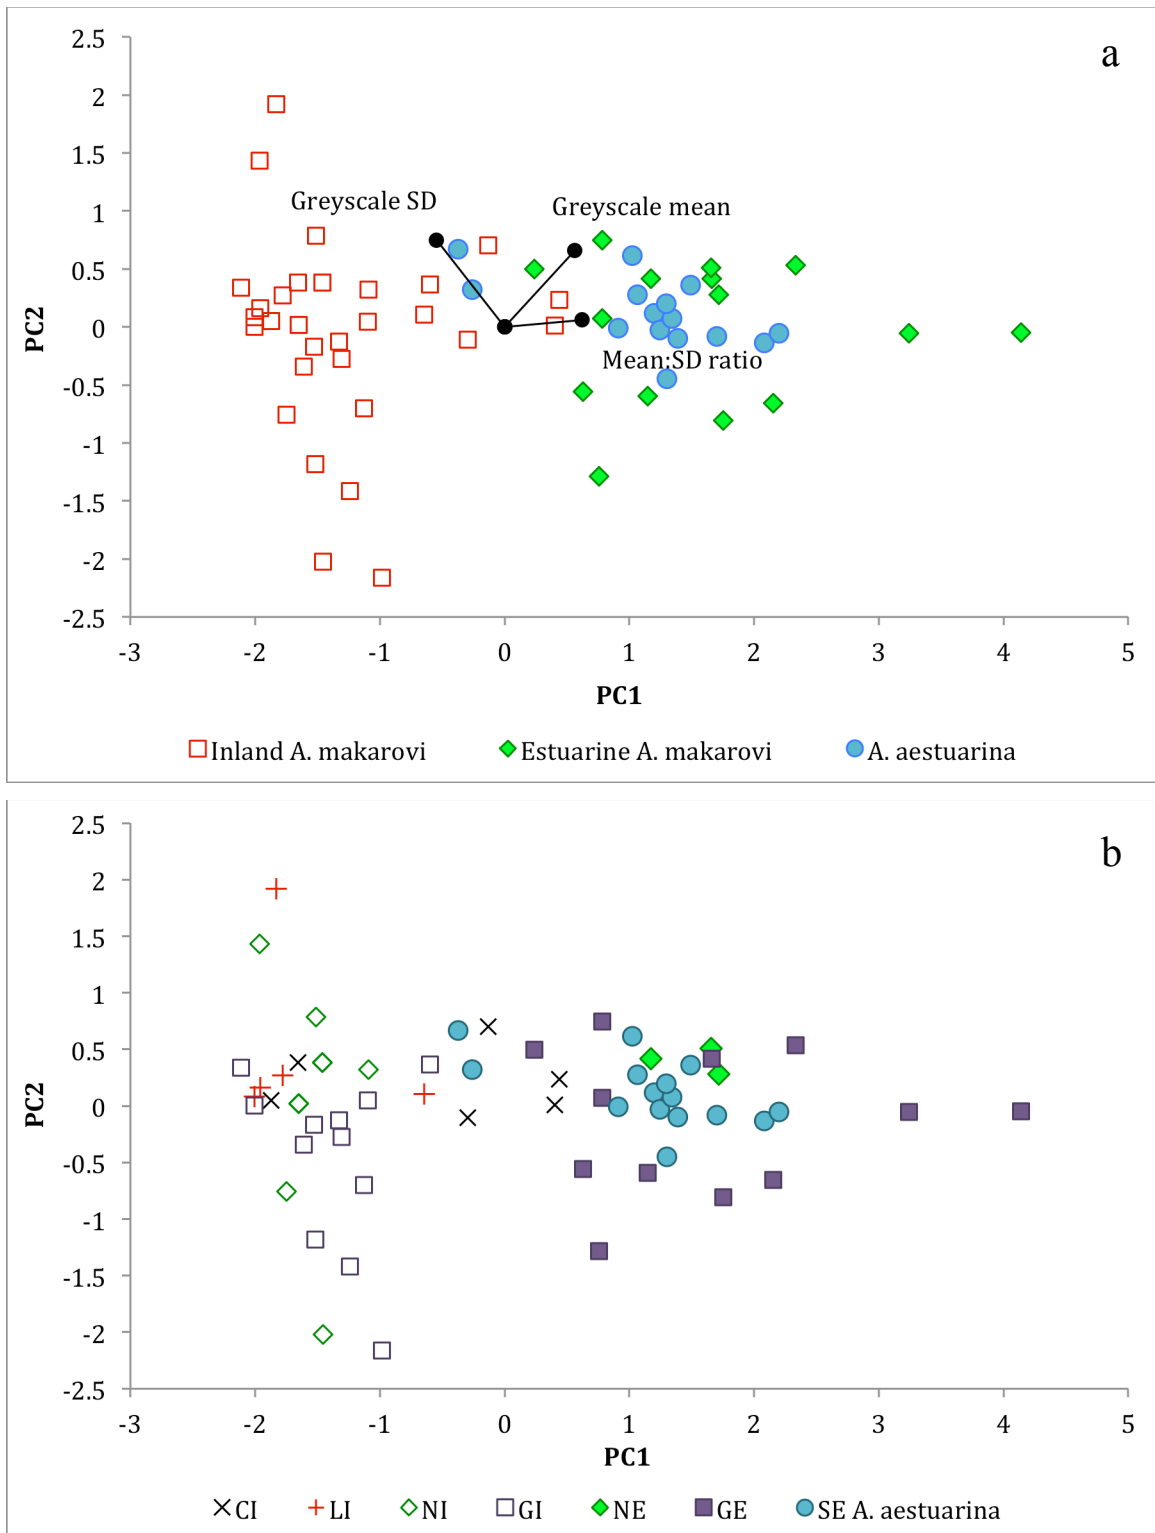 a
2.5
2
1.5
1
0.5
0
-0.5
-1
-1.5
-2
-2.5
PC2
Greyscale SD
Greyscale mean
Mean:SD ratio
-3 -2 -1 0 1 2 3 4 5
PC1
Inland A. makarovi Estuarine A. makarovi A. aestuarina
b
2.5
2
1.5
1
0.5
0
-0.5
-1
-1.5
-2
-2.5
PC2
-3 -2 -1 0 1 2 3 4 5
PC1
CI LI NI GI NE GE SE A. aestuarina